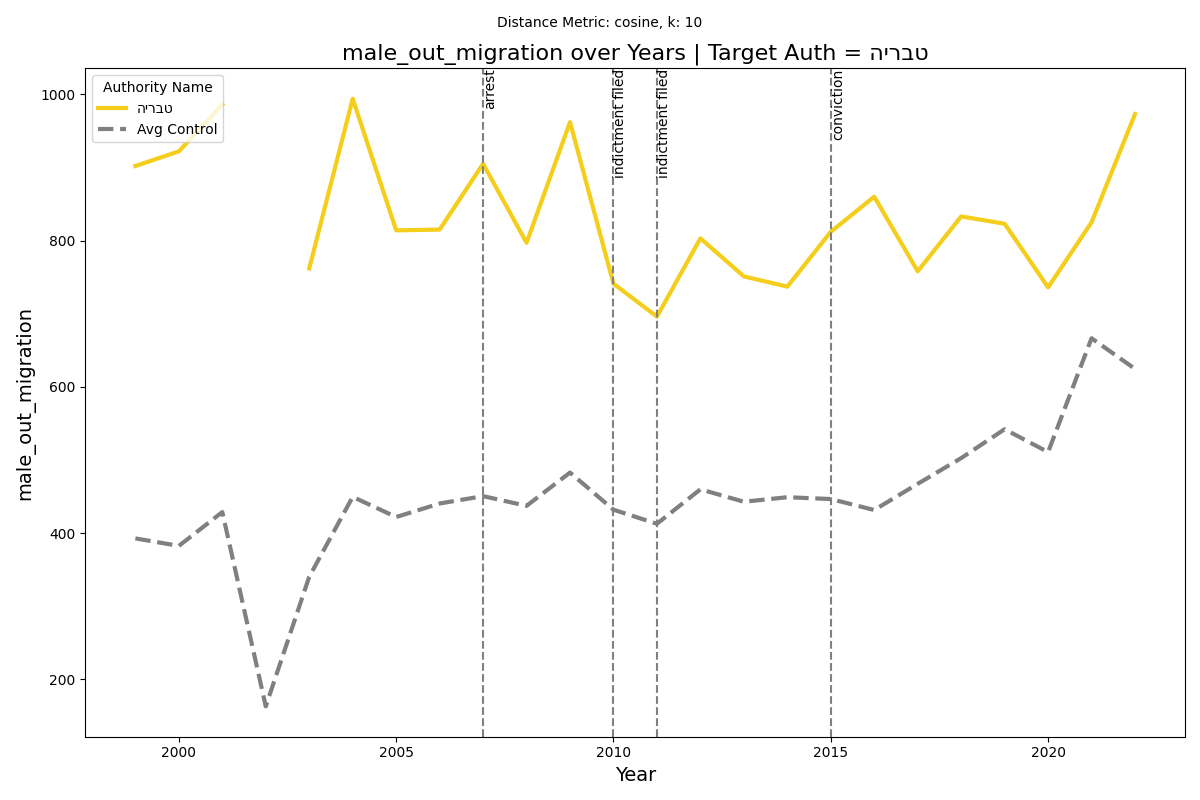 Distance Metric: cosine, k: 10
male_out_migration over Years | Target Auth = טבריה
Authority Name
טבריה
Avg Control
arrest
indictment filed
indictment filed
conviction
male_out_migration
1000
800
600
400
200
2000
2005
2010
2015
2020
Year